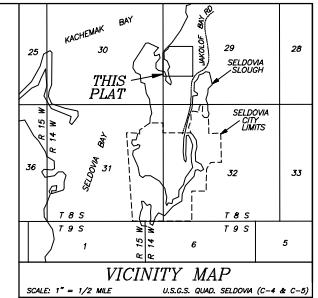 KACHEMAK BAY
JAKOLOF BAY RD
25
30
29
28
SELDOVIA
SLOUGH
THIS
PLAT
R 15 W
R 14 W
SELDOVIA
CITY
LIMITS
SELDOVIA BAY
36
31
32
33
T 8 S
T 8 S
T 9 S
T 9 S
R 15 W
R 14 W
1
6
5
VICINITY MAP
SCALE: 1" = 1/2 MILE
U.S.G.S. QUAD. SELDOVIA (C-4 & C-5)